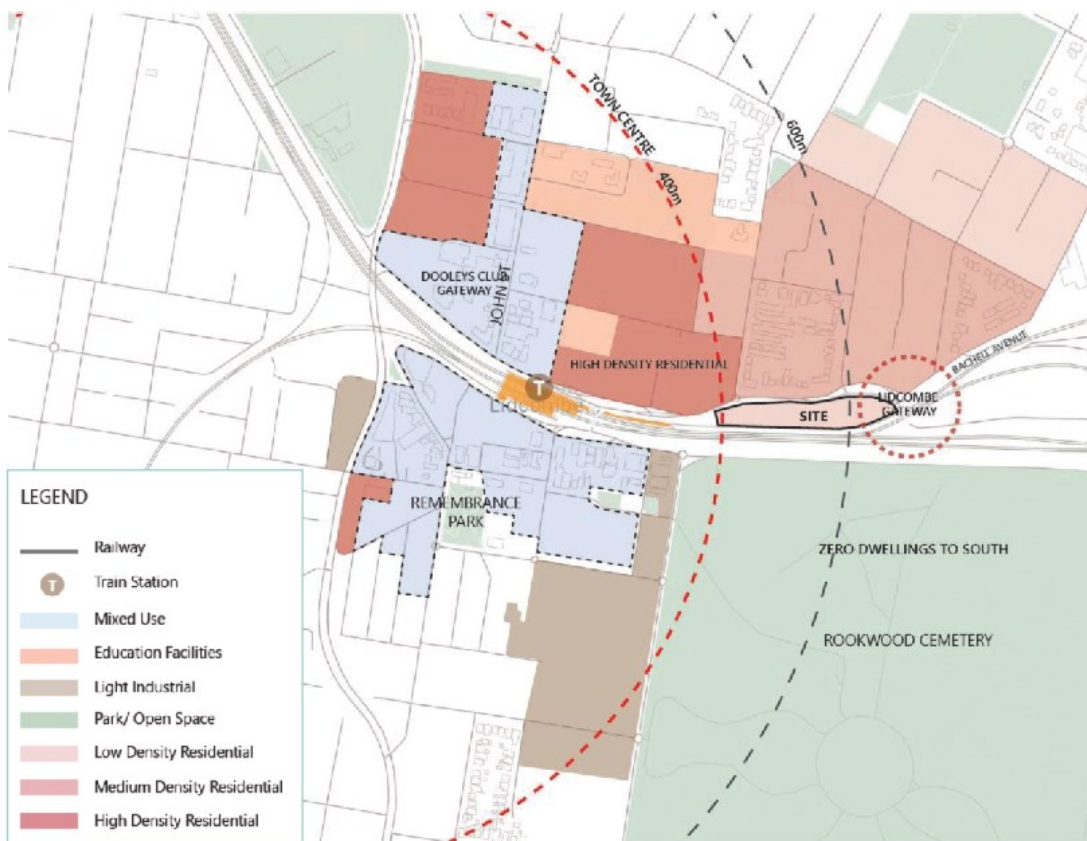 TOWN CENTRE
400m
600m
DOOLEYS CLUB
GATEWAY
JOHN ST
HIGH DENSITY RESIDENTIAL
BACHELL AVENUE
LIDCOMBE
GATEWAY
SITE
T
Lidcombe
REMEMBRANCE
PARK
ZERO DWELLINGS TO SOUTH
ROOKWOOD CEMETERY
LEGEND
Railway
T
Train Station
Mixed Use
Education Facilities
Light Industrial
Park/ Open Space
Low Density Residential
Medium Density Residential
High Density Residential